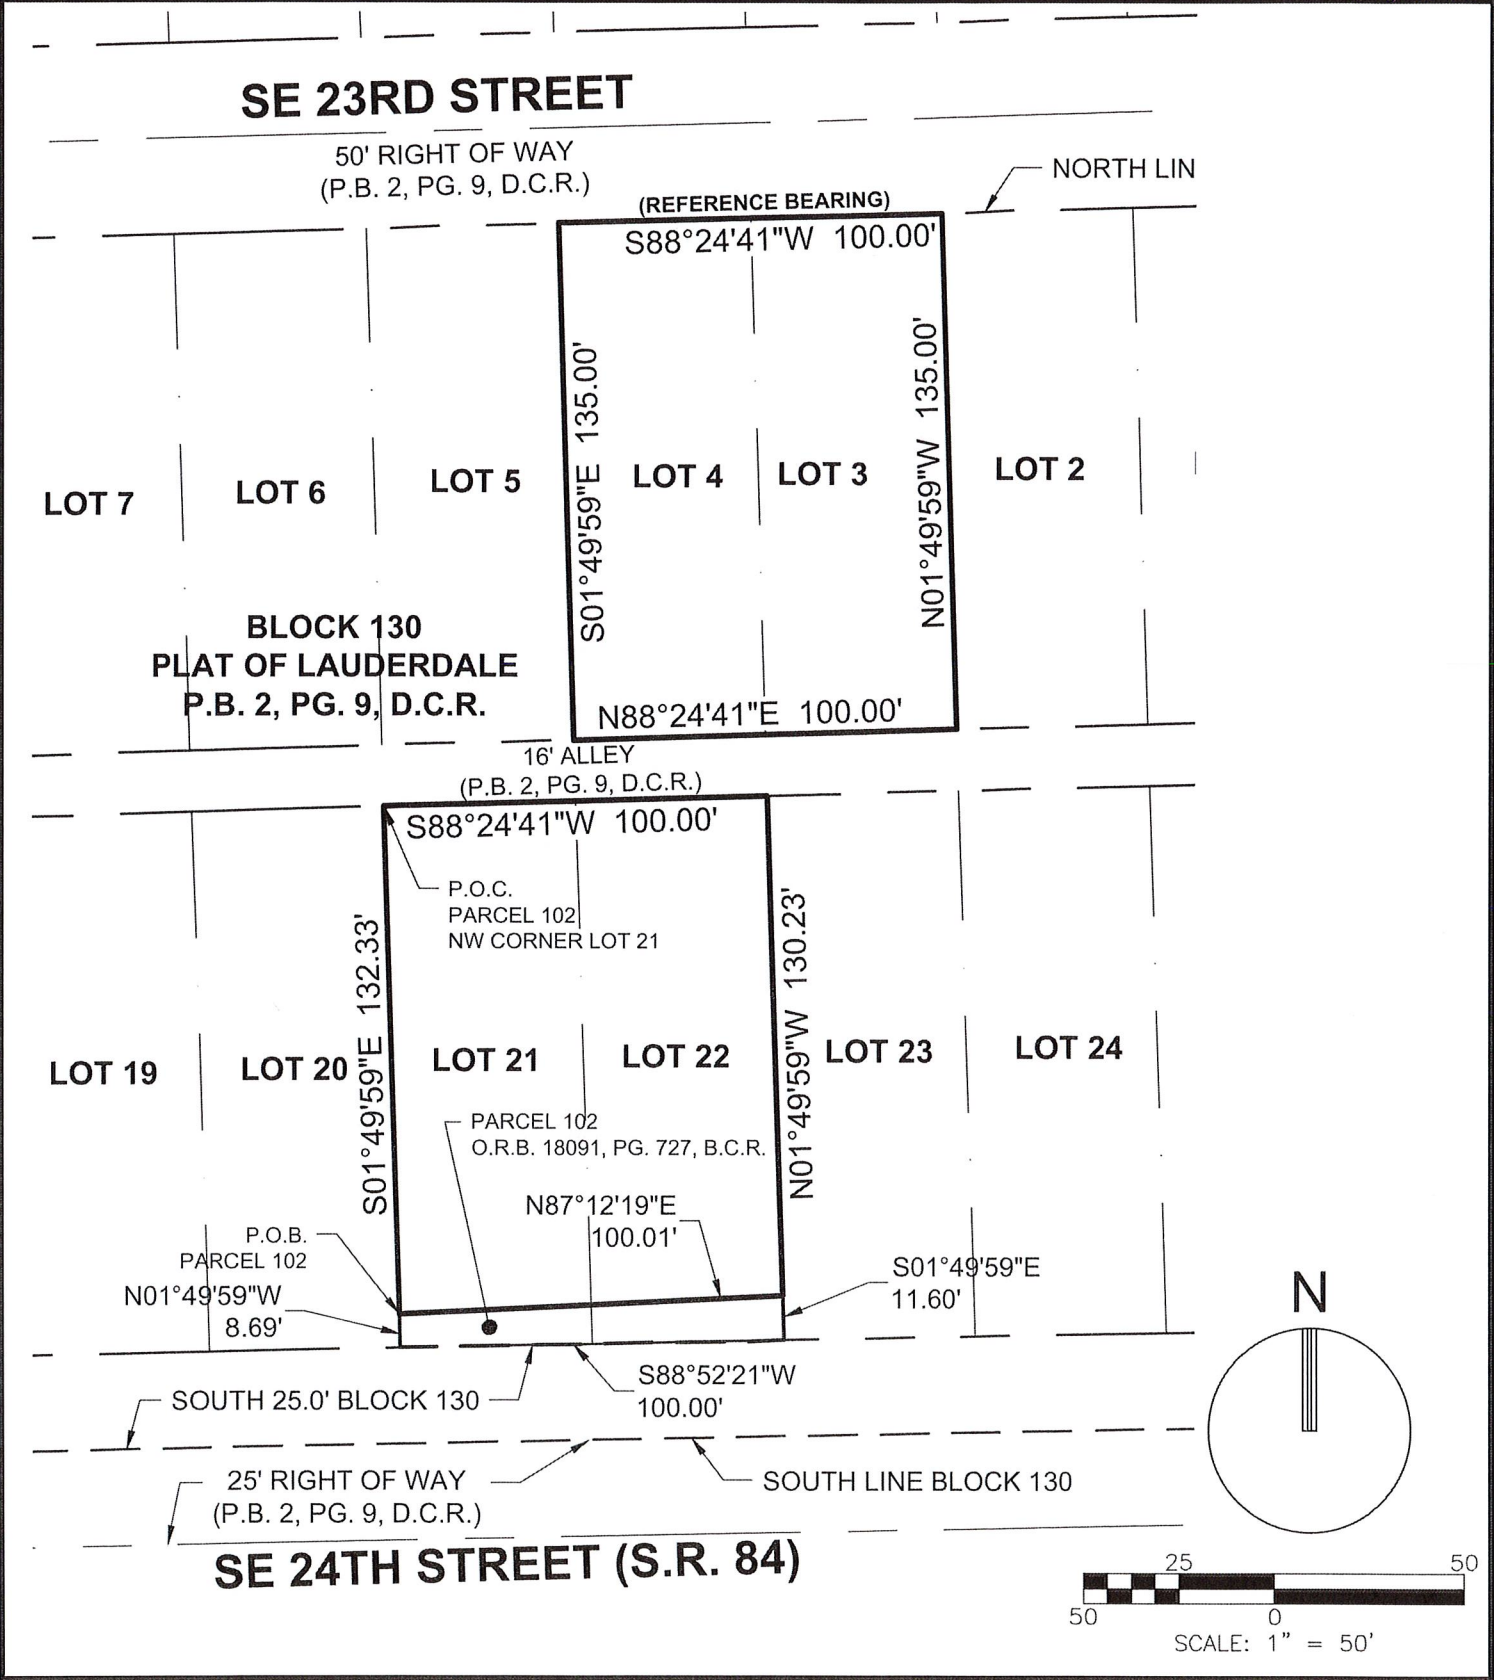 SE 23RD STREET
50' RIGHT OF WAY
(P.B. 2, PG. 9, D.C.R.)
NORTH LIN
(REFERENCE BEARING)
S88°24'41"W 100.00'
S01°49'59"E 135.00'
N01°49'59"W 135.00'
LOT 7
LOT 6
LOT 5
LOT 4
LOT 3
LOT 2
BLOCK 130
PLAT OF LAUDERDALE
P.B. 2, PG. 9, D.C.R.
N88°24'41"E 100.00'
16' ALLEY
(P.B. 2, PG. 9, D.C.R.)
S88°24'41"W 100.00'
P.O.C.
PARCEL 102
NW CORNER LOT 21
S01°49'59"E 132.33'
N01°49'59"W 130.23'
LOT 19
LOT 20
LOT 21
LOT 22
LOT 23
LOT 24
PARCEL 102
O.R.B. 18091, PG. 727, B.C.R.
N87°12'19"E
100.01'
P.O.B.
PARCEL 102
N01°49'59"W
8.69'
S01°49'59"E
11.60'
S88°52'21"W
100.00'
SOUTH 25.0' BLOCK 130
25' RIGHT OF WAY
(P.B. 2, PG. 9, D.C.R.)
SOUTH LINE BLOCK 130
SE 24TH STREET (S.R. 84)
N
25 50
50 0
SCALE: 1" = 50'